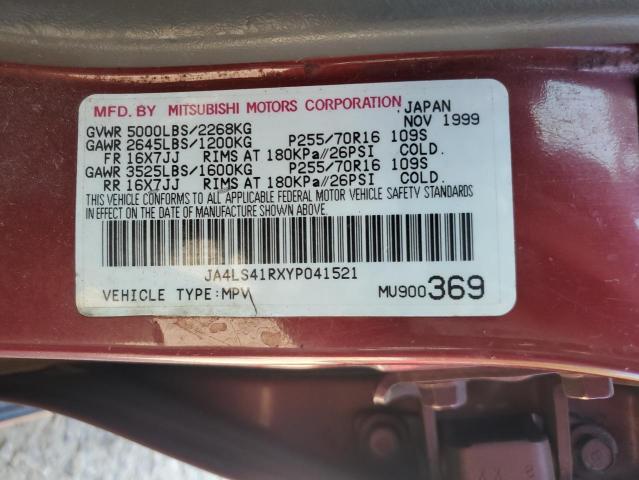 MFD. BY MITSUBISHI MOTORS CORPORATION JAPAN
GVWR 5000LBS/2268KG NOV 1999
GAWR 2645LBS/1200KG P255/70R16 109S
FR 16X7JJ RIMS AT 180KPa//26PSI COLD.
GAWR 3525LBS/1600KG P255/70R16 109S
RR 16X7JJ RIMS AT 180KPa//26PSI COLD.
THIS VEHICLE CONFORMS TO ALL APPLICABLE FEDERAL MOTOR VEHICLE SAFETY STANDARDS
IN EFFECT ON THE DATE OF MANUFACTURE SHOWN ABOVE.
JA4LS41RXYP041521
VEHICLE TYPE:MPV MU900369